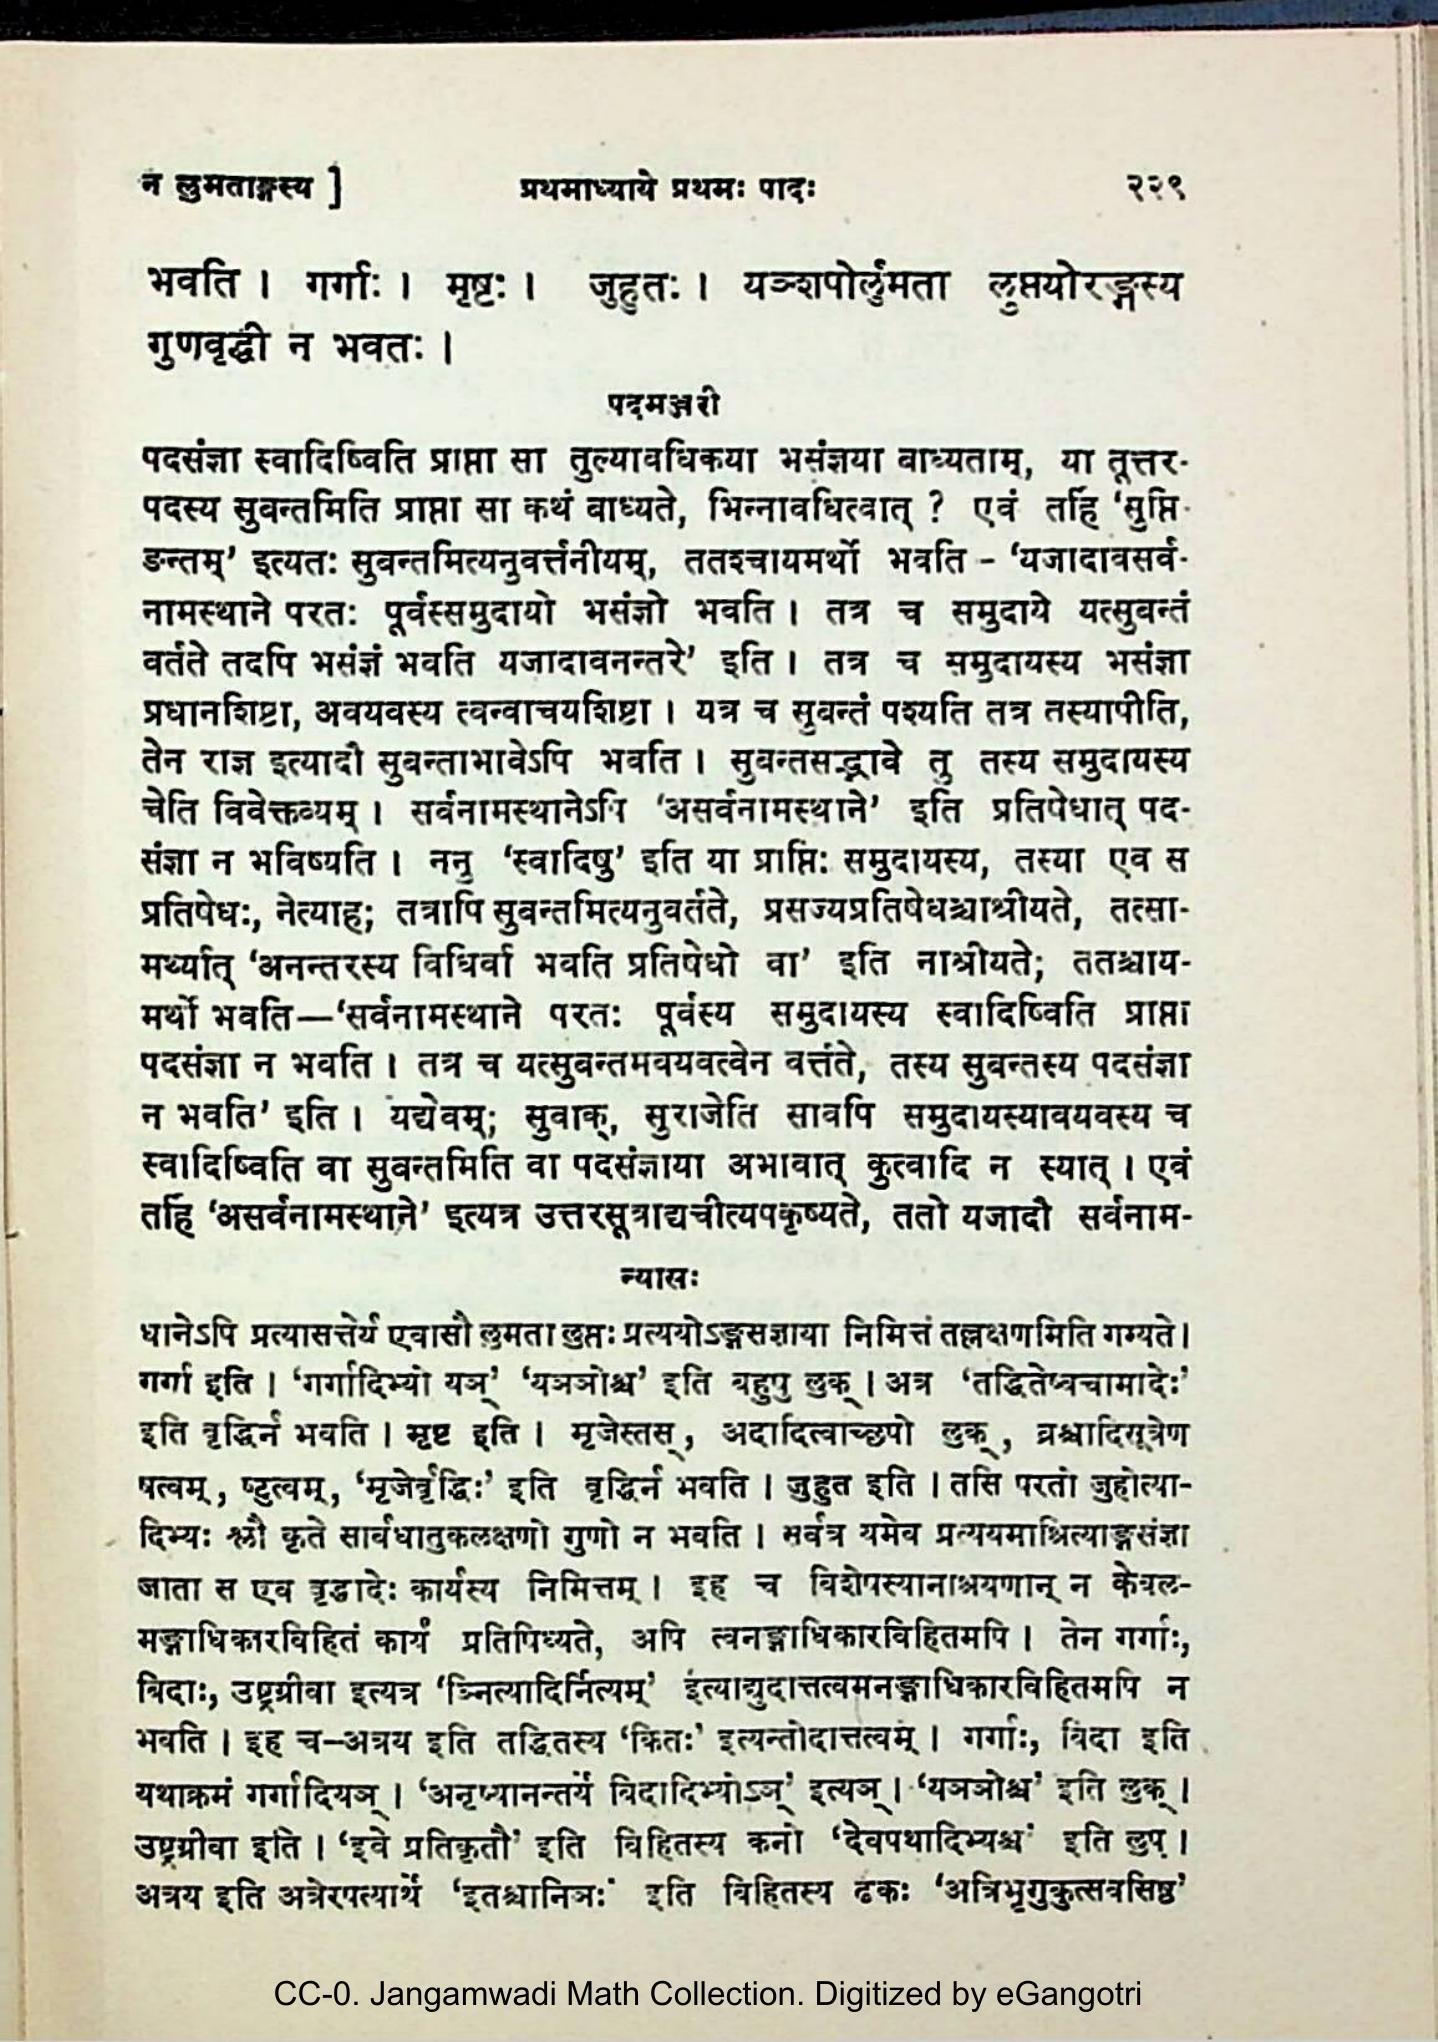 न लुमताङ्गस्य ] प्रथमाध्याये प्रथमः पादः २२९
भवति । गर्गाः । मृष्टः । जुहुतः । यञ्शपोर्लुमता लुप्तयोरङ्गस्य
गुणवृद्धी न भवतः ।
पदमञ्जरी
पदसंज्ञा स्वादिष्विति प्राप्ता सा तुल्यावधिकया भसंज्ञया बाध्यताम्, या तूत्तर-
पदस्य सुबन्तमिति प्राप्ता सा कथं बाध्यते, भिन्नावधित्वात् ? एवं तर्हि ‘सुप्ति-
ङन्तम्’ इत्यतः सुबन्तमित्यनुवर्त्तनीयम्, ततश्चायमर्थो भवति - ‘यजादावसर्व-
नामस्थाने परतः पूर्वस्समुदायो भसंज्ञो भवति । तत्र च समुदाये यत्सुबन्तं
वर्तते तदपि भसंज्ञं भवति यजादावनन्तरे’ इति । तत्र च समुदायस्य भसंज्ञा
प्रधानशिष्टा, अवयवस्य त्वन्वाचयशिष्टा । यत्र च सुबन्तं पश्यति तत्र तस्यापीति,
तेन राज्ञ इत्यादौ सुबन्ताभावेऽपि भवति । सुबन्तसद्भावे तु तस्य समुदायस्य
चेति विवेक्तव्यम् । सर्वनामस्थानेऽपि ‘असर्वनामस्थाने’ इति प्रतिषेधात् पद-
संज्ञा न भविष्यति । ननु ‘स्वादिषु’ इति या प्राप्तिः समुदायस्य, तस्या एव स
प्रतिषेधः, नेत्याह; तत्रापि सुबन्तमित्यनुवर्तते, प्रसज्यप्रतिषेधश्चाश्रीयते, तत्सा-
मर्थ्यात् ‘अनन्तरस्य विधिर्वा भवति प्रतिषेधो वा’ इति नाश्रीयते; ततश्चाय-
मर्थो भवति—‘सर्वनामस्थाने परतः पूर्वस्य समुदायस्य स्वादिष्विति प्राप्ता
पदसंज्ञा न भवति । तत्र च यत्सुबन्तमवयवत्वेन वर्त्तते, तस्य सुबन्तस्य पदसंज्ञा
न भवति’ इति । यद्येवम्; सुवाक्, सुराजेति सावपि समुदायस्यावयवस्य च
स्वादिष्विति वा सुबन्तमिति वा पदसंज्ञाया अभावात् कुत्वादि न स्यात् । एवं
तर्हि ‘असर्वनामस्थाने’ इत्यत्र उत्तरसूत्राद्यचीत्यपकृष्यते, ततो यजादौ सर्वनाम-
न्यासः
धानेऽपि प्रत्यासत्तेर्य एवासौ लुमता लुप्तः प्रत्ययोऽङ्गसज्ञाया निमित्तं तल्लक्षणमिति गम्यते।
गर्गा इति । ‘गर्गादिभ्यो यञ्’ ‘यञञोश्च’ इति बहुषु लुक् । अत्र ‘तद्धितेष्वचामादेः’
इति वृद्धिर्न भवति । मृष्ट इति । मृजेस्तस्, अदादित्वाच्छपो लुक्, व्रश्चादिसूत्रेण
षत्वम्, ष्टुत्वम्, ‘मृजेर्वृद्धिः’ इति वृद्धिर्न भवति । जुहुत इति । तसि परतो जुहोत्या-
दिभ्यः श्लौ कृते सार्वधातुकलक्षणो गुणो न भवति । सर्वत्र यमेव प्रत्ययमाश्रित्याङ्गसंज्ञा
जाता स एव वृद्धादेः कार्यस्य निमित्तम् । इह च विशेषस्यानाश्रयणान् न केवल-
मङ्गाधिकारविहितं कार्यं प्रतिषिध्यते, अपि त्वनङ्गाधिकारविहितमपि । तेन गर्गाः,
बिदाः, उष्ट्रग्रीवा इत्यत्र ‘ञ्नित्यादिर्नित्यम्’ इत्याद्युदात्तत्वमनङ्गाधिकारविहितमपि न
भवति । इह च–अत्रय इति तद्धितस्य ‘कितः’ इत्यन्तोदात्तत्वम् । गर्गाः, बिदा इति
यथाक्रमं गर्गादियञ् । ‘अनृष्यानन्तर्ये बिदादिभ्योऽञ्’ इत्यञ् । ‘यञञोश्च’ इति लुक् ।
उष्ट्रग्रीवा इति । ‘इवे प्रतिकृतौ’ इति विहितस्य कनो ‘देवपथादिभ्यश्च’ इति लुप् ।
अत्रय इति अत्रेरपत्यार्थे ‘इतश्चानिञः’ इति विहितस्य ढकः ‘अत्रिभृगुकुत्सवसिष्ठ’
CC-0. Jangamwadi Math Collection. Digitized by eGangotri